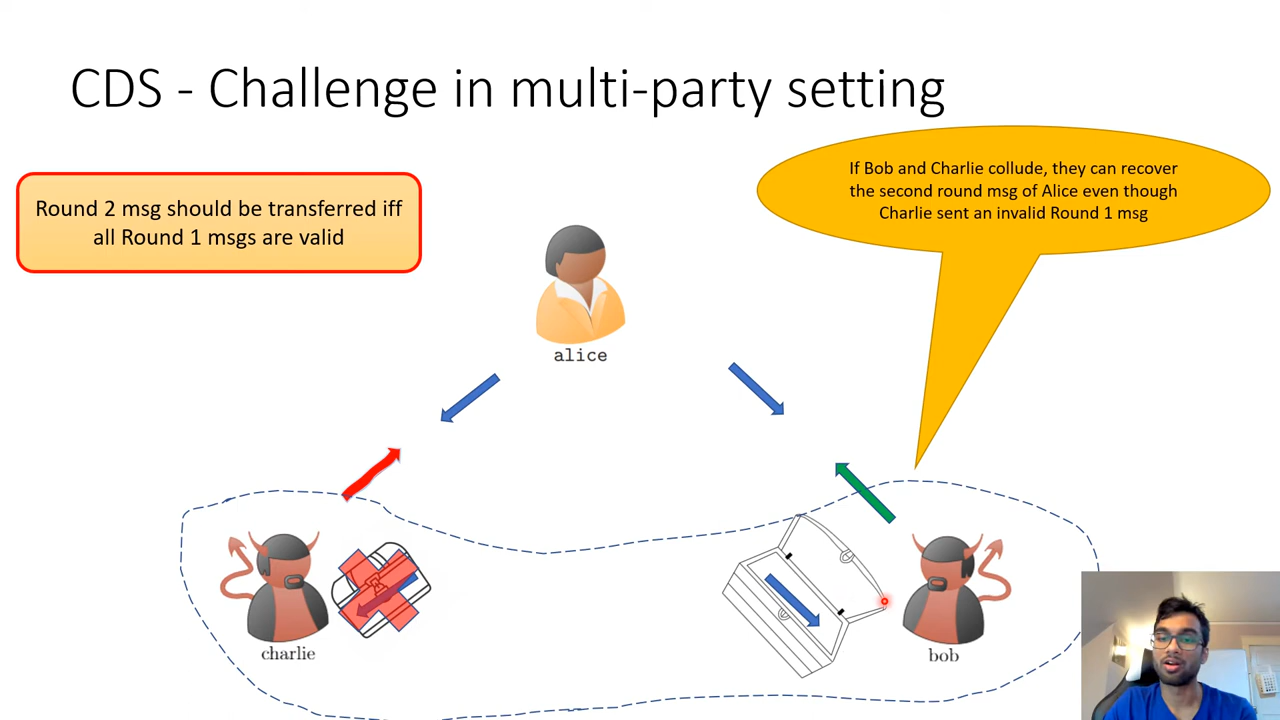 CDS - Challenge in multi-party setting
Round 2 msg should be transferred iff
all Round 1 msgs are valid
If Bob and Charlie collude, they can recover
the second round msg of Alice even though
Charlie sent an invalid Round 1 msg
alice
charlie
bob